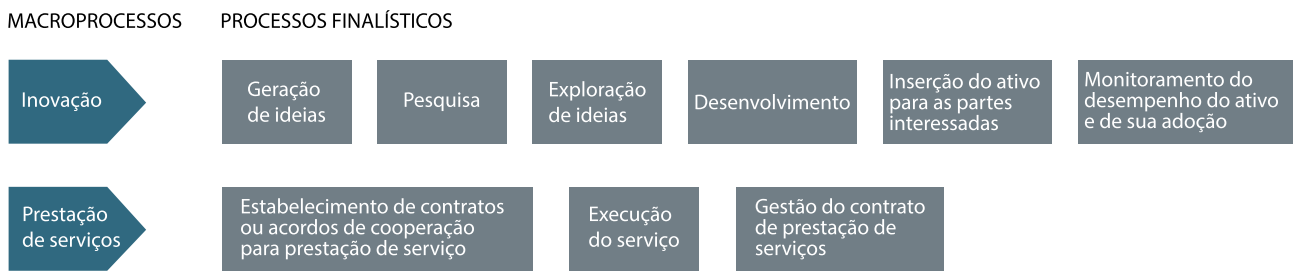 MACROPROCESSOS
PROCESSOS FINALÍSTICOS
Inovação
Geração
de ideias
Pesquisa
Exploração
de ideias
Desenvolvimento
Inserção do ativo
para as partes
interessadas
Monitoramento do
desempenho do ativo
e de sua adoção
Prestação
de serviços
Estabelecimento de contratos
ou acordos de cooperação
para prestação de serviço
Execução
do serviço
Gestão do contrato
de prestação de
serviços